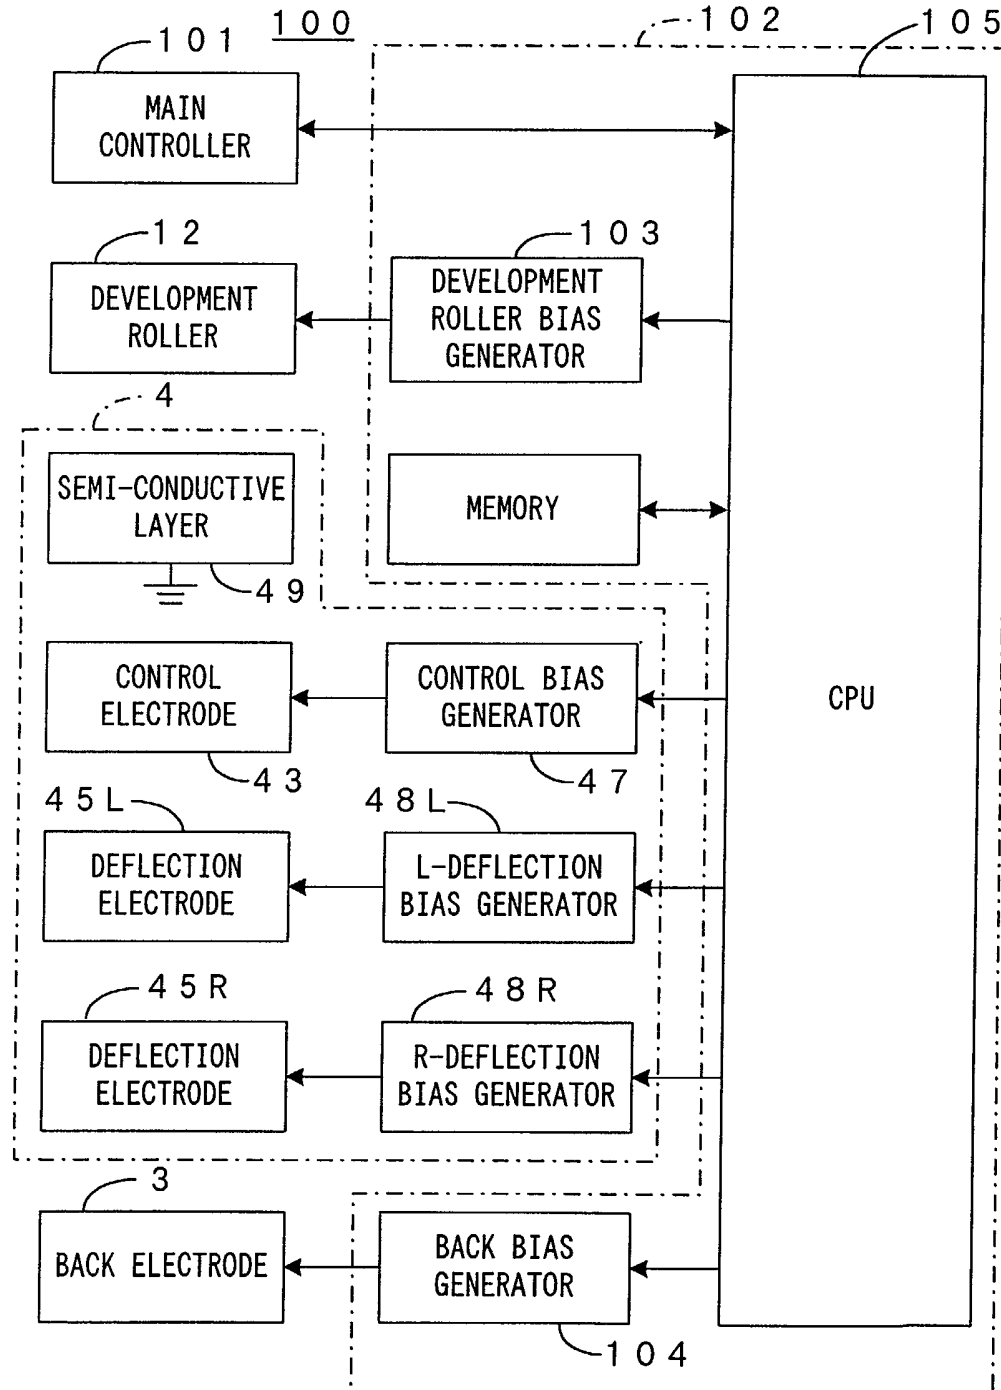 100
102
105
101
MAIN
CONTROLLER
12
103
DEVELOPMENT
ROLLER
DEVELOPMENT
ROLLER BIAS
GENERATOR
4
SEMI-CONDUCTIVE
LAYER
49
MEMORY
CPU
CONTROL
ELECTRODE
43
CONTROL BIAS
GENERATOR
47
45L
48L
DEFLECTION
ELECTRODE
L-DEFLECTION
BIAS GENERATOR
45R
48R
DEFLECTION
ELECTRODE
R-DEFLECTION
BIAS GENERATOR
3
BACK ELECTRODE
BACK BIAS
GENERATOR
104